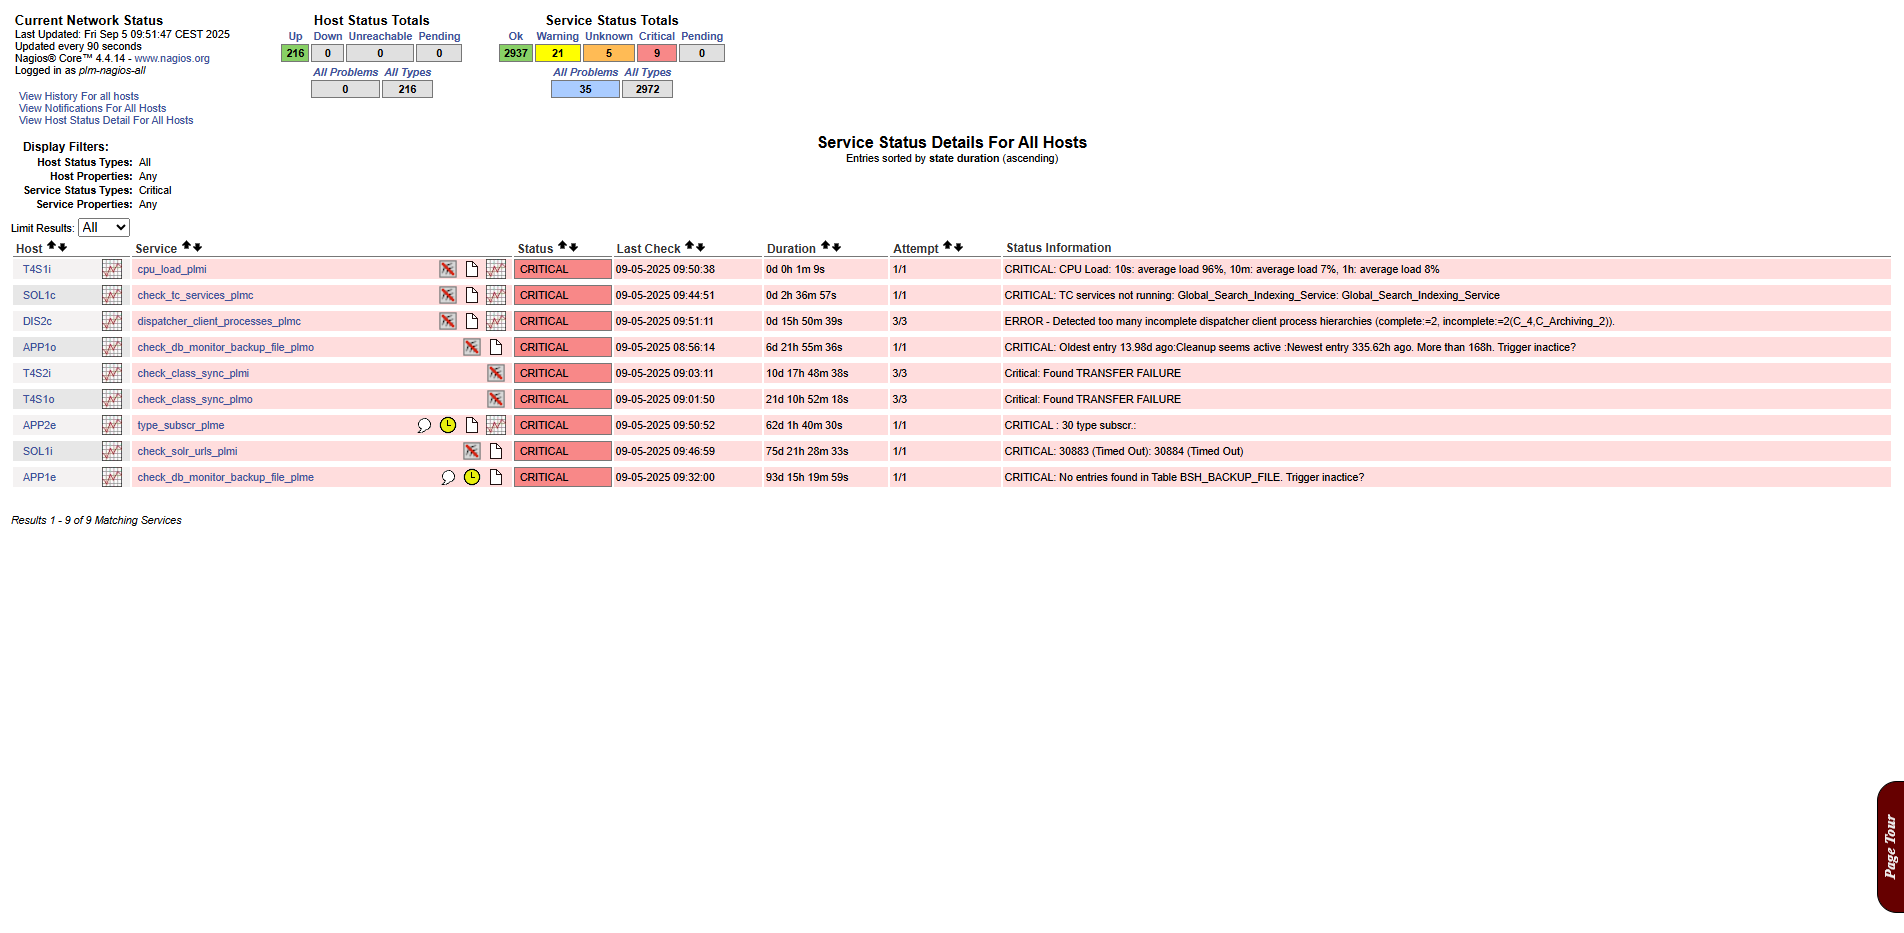 Current Network Status
Last Updated: Fri Sep 5 09:51:47 CEST 2025
Updated every 90 seconds
Nagios® Core™ 4.4.14 - www.nagios.org
Logged in as plm-nagios-all
View History For all hosts
View Notifications For All Hosts
View Host Status Detail For All Hosts
Host Status Totals
Up Down Unreachable Pending
216 0 0 0
All Problems All Types
0 216
Service Status Totals
Ok Warning Unknown Critical Pending
2937 21 5 9 0
All Problems All Types
35 2972
Display Filters:
Host Status Types: All
Host Properties: Any
Service Status Types: Critical
Service Properties: Any
Service Status Details For All Hosts
Entries sorted by state duration (ascending)
Limit Results: All
Host Service Status Last Check Duration Attempt Status Information
T4S1i cpu_load_plmi CRITICAL 09-05-2025 09:50:38 0d 0h 1m 9s 1/1 CRITICAL: CPU Load: 10s: average load 96%, 10m: average load 7%, 1h: average load 8%
SOL1c check_tc_services_plmc CRITICAL 09-05-2025 09:44:51 0d 2h 36m 57s 1/1 CRITICAL: TC services not running: Global_Search_Indexing_Service: Global_Search_Indexing_Service
DIS2c dispatcher_client_processes_plmc CRITICAL 09-05-2025 09:51:11 0d 15h 50m 39s 3/3 ERROR - Detected too many incomplete dispatcher client process hierarchies (complete:=2, incomplete:=2(C_4,C_Archiving_2)).
APP1o check_db_monitor_backup_file_plmo CRITICAL 09-05-2025 08:56:14 6d 21h 55m 36s 1/1 CRITICAL: Oldest entry 13.98d ago:Cleanup seems active :Newest entry 335.62h ago. More than 168h. Trigger inactice?
T4S2i check_class_sync_plmi CRITICAL 09-05-2025 09:03:11 10d 17h 48m 38s 3/3 Critical: Found TRANSFER FAILURE
T4S1o check_class_sync_plmo CRITICAL 09-05-2025 09:01:50 21d 10h 52m 18s 3/3 Critical: Found TRANSFER FAILURE
APP2e type_subscr_plme CRITICAL 09-05-2025 09:50:52 62d 1h 40m 30s 1/1 CRITICAL : 30 type subscr.:
SOL1i check_solr_urls_plmi CRITICAL 09-05-2025 09:46:59 75d 21h 28m 33s 1/1 CRITICAL: 30883 (Timed Out): 30884 (Timed Out)
APP1e check_db_monitor_backup_file_plme CRITICAL 09-05-2025 09:32:00 93d 15h 19m 59s 1/1 CRITICAL: No entries found in Table BSH_BACKUP_FILE. Trigger inactice?
Results 1 - 9 of 9 Matching Services
Page Tour